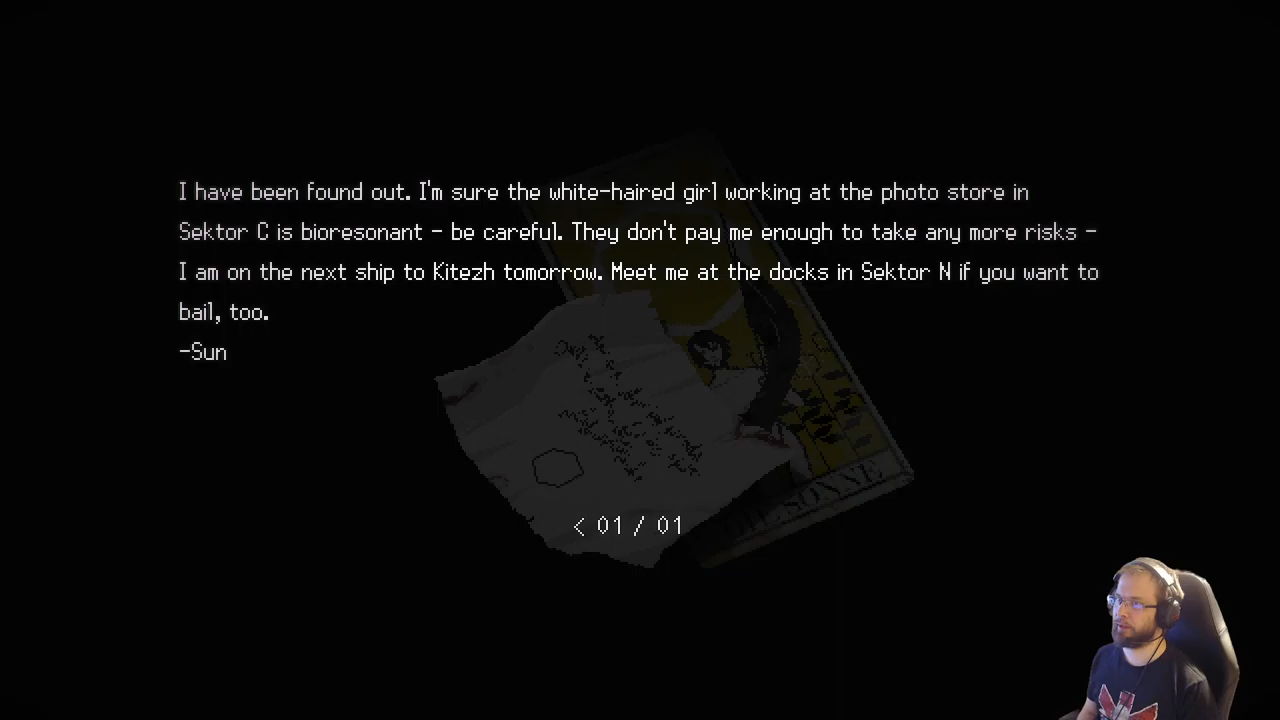 I have been found out. I'm sure the white-haired girl working at the photo store in
Sektor C is bioresonant - be careful. They don't pay me enough to take any more risks -
I am on the next ship to Kitezh tomorrow. Meet me at the docks in Sektor N if you want to
bail, too.
-Sun
SONNE
< 01 / 01